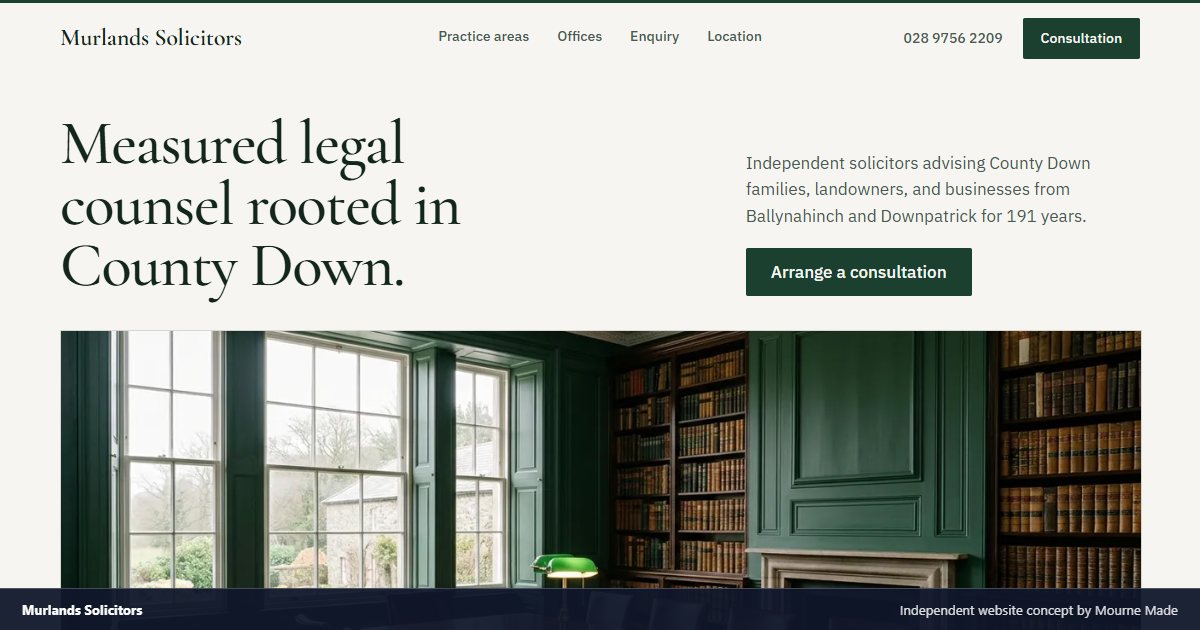 Murlands Solicitors
Practice areas
Offices
Enquiry
Location
028 9756 2209
Consultation
Measured legal
counsel rooted in
County Down.
Independent solicitors advising County Down
families, landowners, and businesses from
Ballynahinch and Downpatrick for 191 years.
Arrange a consultation
Murlands Solicitors
Independent website concept by Mourne Made